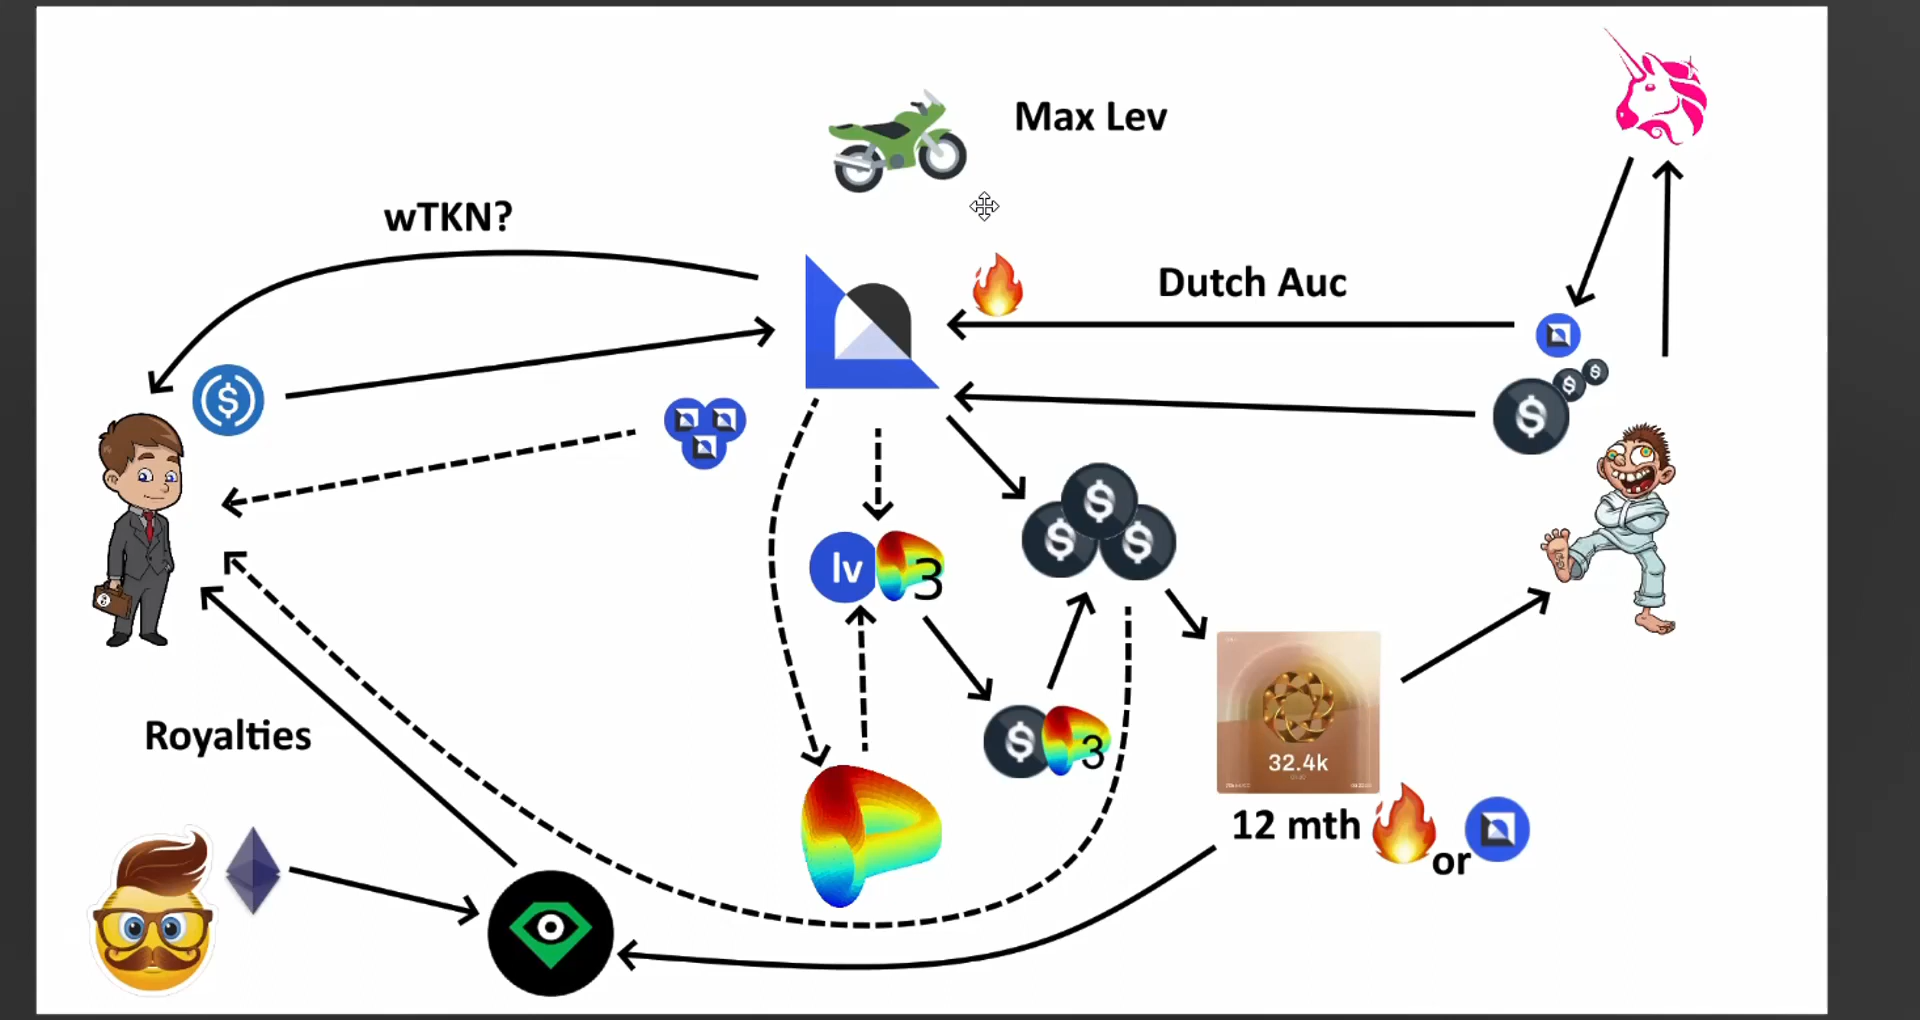 Max Lev
wTKN?
Dutch Auc
$
$
$
$
$
$
$
lv
3
$
3
32.4k
Royalties
12 mth
or